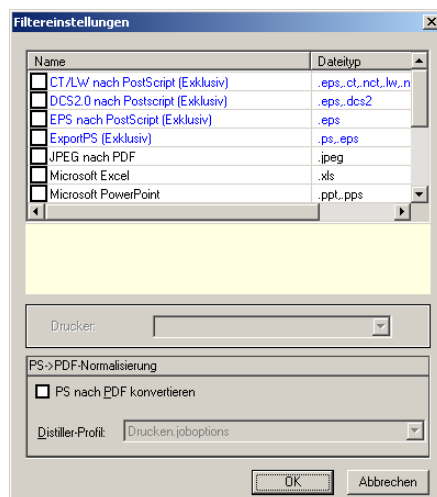 Filtereinstellungen
Name Dateityp
CT/LW nach PostScript (Exklusiv) .eps,.ct,.nct,.lw,.n
DCS2.0 nach Postscript (Exklusiv) .eps,.dcs2
EPS nach PostScript (Exklusiv) .eps
ExportPS (Exklusiv) .ps,.eps
JPEG nach PDF .jpeg
Microsoft Excel .xls
Microsoft PowerPoint .ppt,.pps
Drucker:
PS->PDF-Normalisierung
PS nach PDF konvertieren
Distiller-Profil: Drucken.joboptions
OK Abbrechen